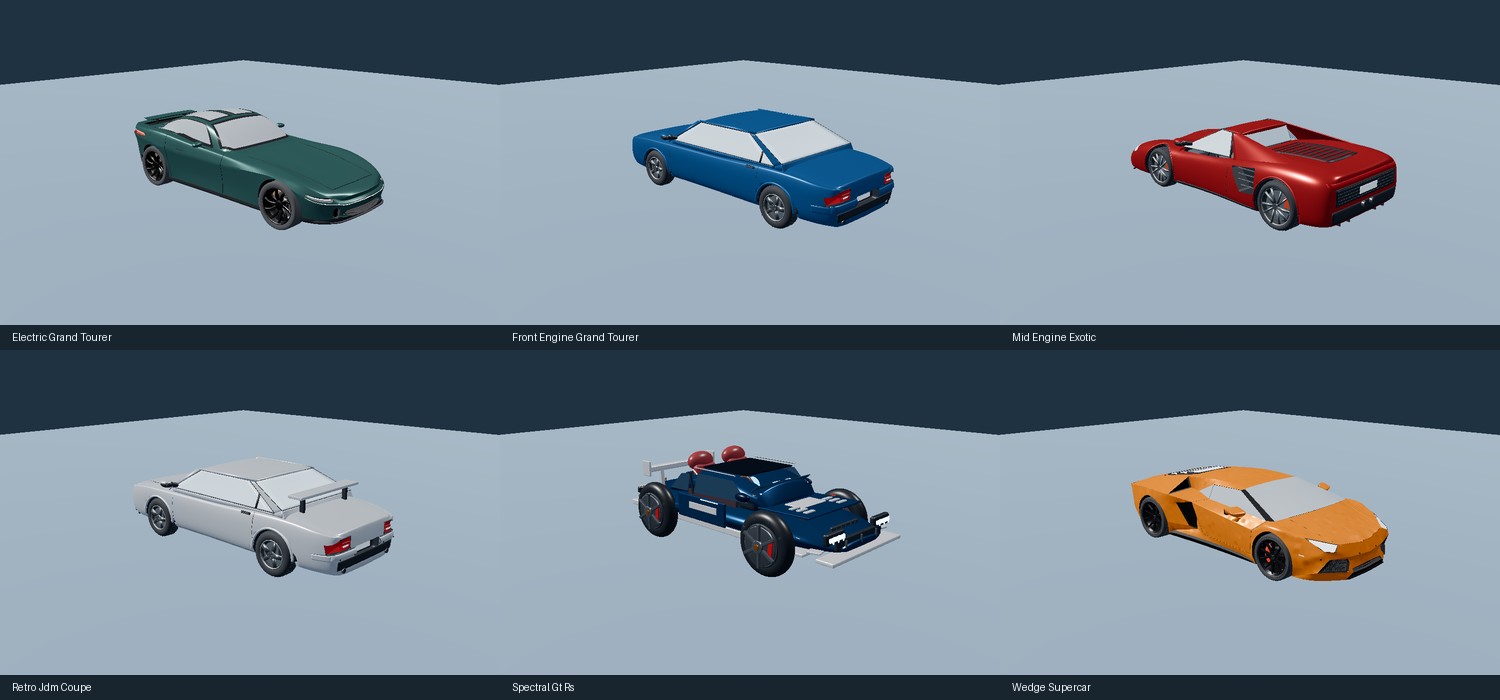 Electric Grand Tourer
Front Engine Grand Tourer
Mid Engine Exotic
Retro Jdm Coupe
Spectral Gt Rs
Wedge Supercar